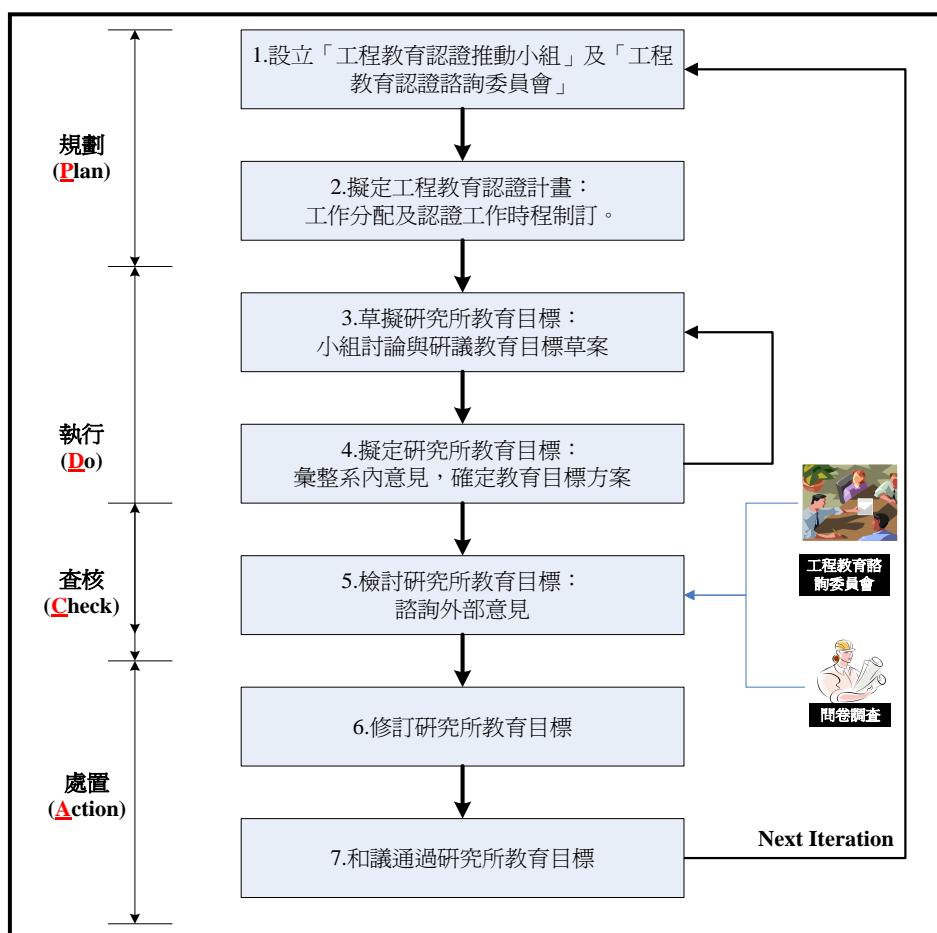 1.設立「工程教育認證推動小組」及「工程
教育認證諮詢委員會」
規劃
(Plan)
2.擬定工程教育認證計畫：
工作分配及認證工作時程制訂。
3.草擬研究所教育目標：
小組討論與研議教育目標草案
執行
(Do)
4.擬定研究所教育目標：
彙整系內意見，確定教育目標方案
查核
(Check)
5.檢討研究所教育目標：
諮詢外部意見
工程教育諮
詢委員會
問卷調查
6.修訂研究所教育目標
處置
(Action)
7.和議通過研究所教育目標
Next Iteration